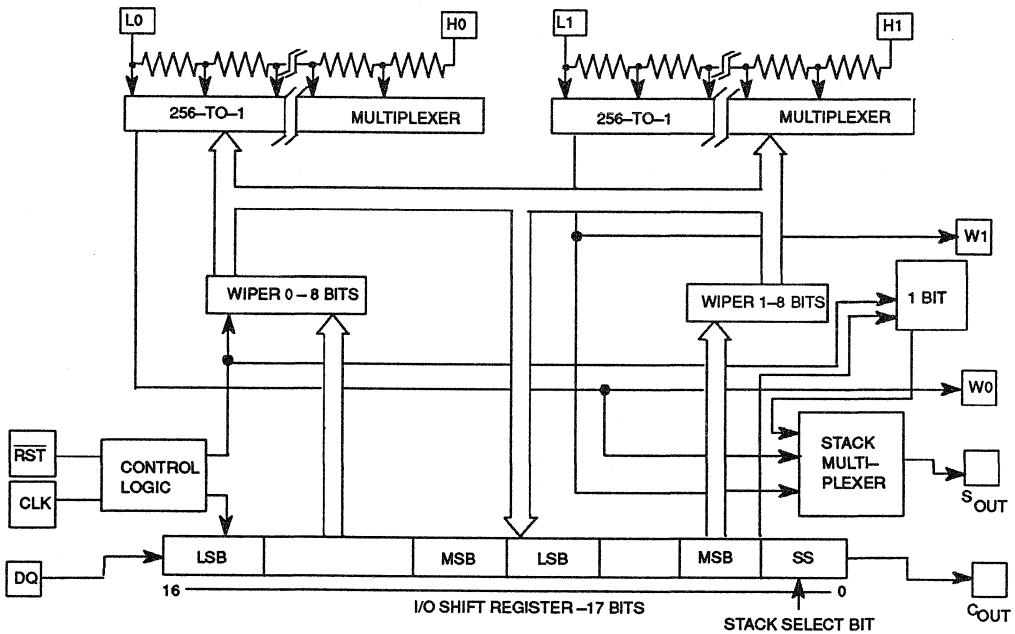 L0
H0
L1
H1
256–TO–1
MULTIPLEXER
256–TO–1
MULTIPLEXER
W1
WIPER 0 – 8 BITS
WIPER 1–8 BITS
1 BIT
W0
RST
CLK
CONTROL
LOGIC
STACK
MULTI–
PLEXER
SOUT
DQ
LSB
MSB
LSB
MSB
SS
16
0
I/O SHIFT REGISTER –17 BITS
STACK SELECT BIT
COUT